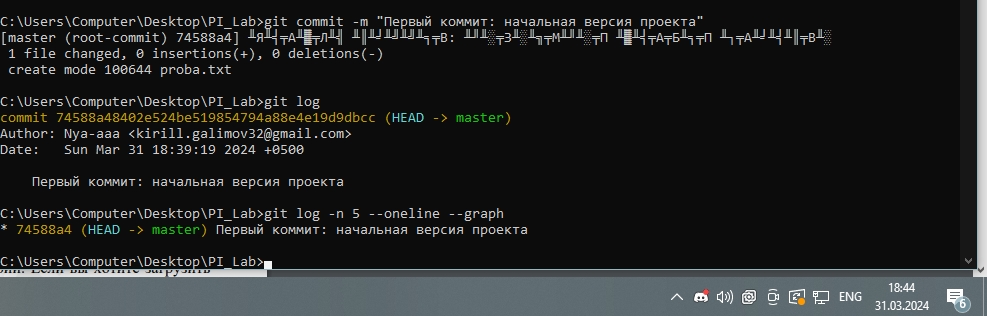 C:\Users\Computer\Desktop\PI_Lab>git commit -m "Первый коммит: начальная версия проекта"
[master (root-commit) 74588a4]
1 file changed, 0 insertions(+), 0 deletions(-)
create mode 100644 proba.txt
C:\Users\Computer\Desktop\PI_Lab>git log
commit 74588a48402e524be519854794a88e4e19d9dbcc (HEAD -> master)
Author: Nya-aaa <kirill.galimov32@gmail.com>
Date:   Sun Mar 31 18:39:19 2024 +0500
Первый коммит: начальная версия проекта
C:\Users\Computer\Desktop\PI_Lab>git log -n 5 --oneline --graph
* 74588a4 (HEAD -> master) Первый коммит: начальная версия проекта
C:\Users\Computer\Desktop\PI_Lab>
Если вы хотите загрузить
ENG
18:44
31.03.2024
6